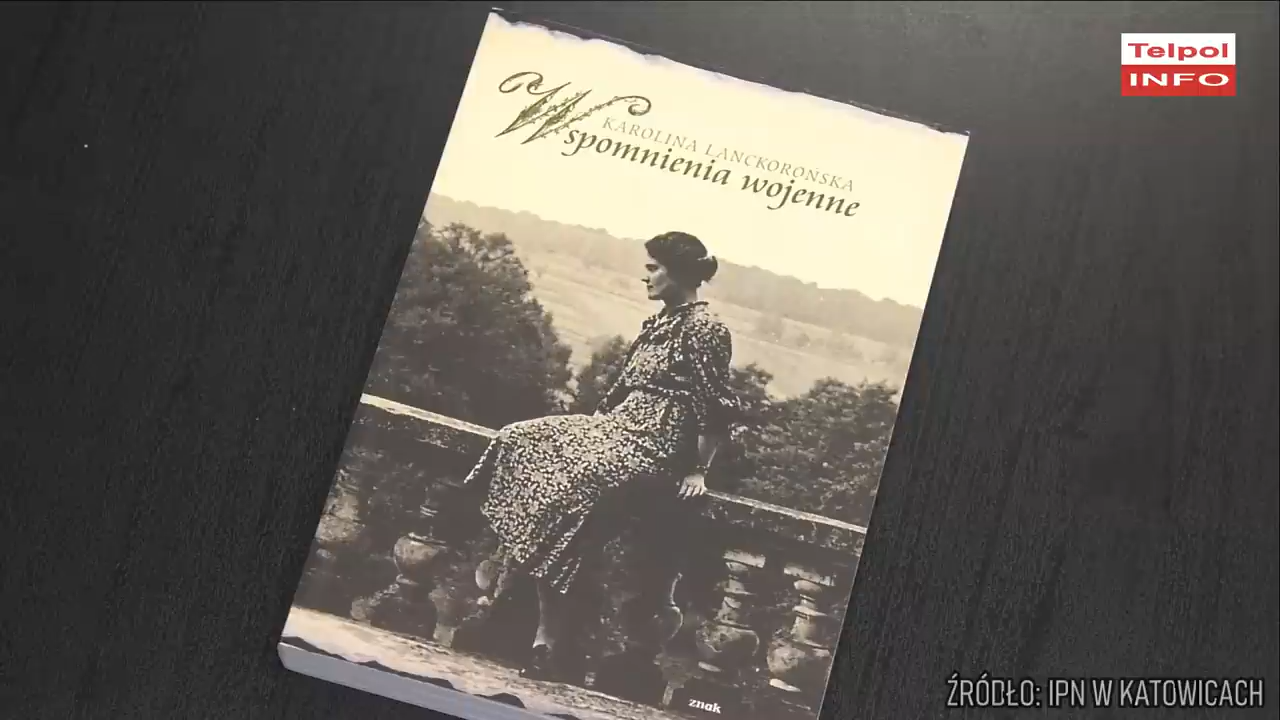 Telpol
INFO
KAROLINA LANCKOROŃSKA
Wspomnienia wojenne
znak
ŹRÓDŁO: IPN W KATOWICACH